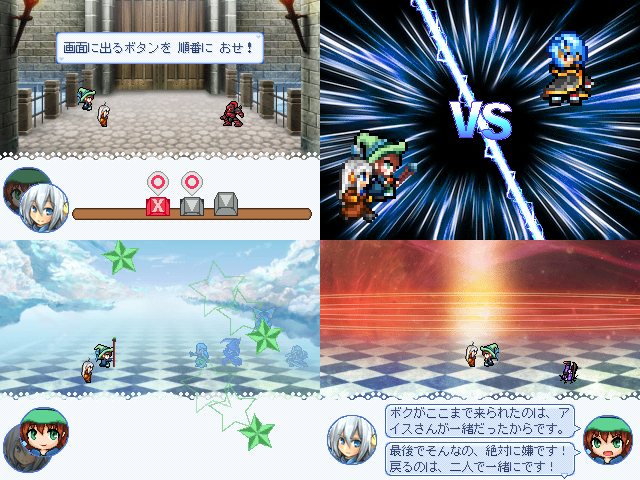 画面に出るボタンを 順番に おせ！
X
VS
ボクがここまで来られたのは、ア
イスさんが一緒だったからです。
最後でそんなの、絶対に嫌です！
戻るのは、二人で一緒にです！